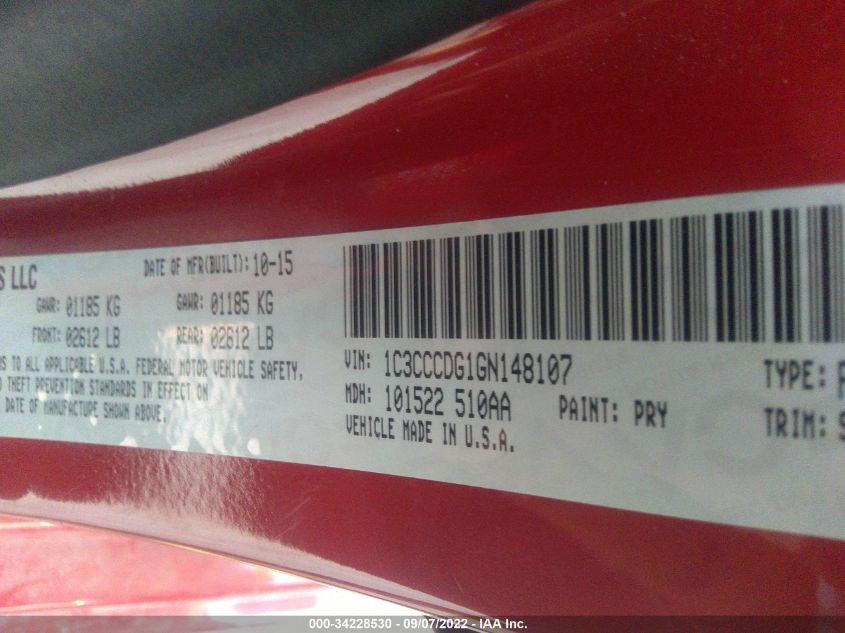 S LLC
DATE OF MFR(BUILT): 10-15
GAWR: 01185 KG
GAWR: 01185 KG
FRONT: 02612 LB
REAR: 02612 LB
TO ALL APPLICABLE U.S.A. FEDERAL MOTOR VEHICLE SAFETY,
THEFT PREVENTION STANDARDS IN EFFECT ON
DATE OF MANUFACTURE SHOWN ABOVE.
VIN: 1C3CCCDG1GN148107
TYPE:
MDH: 101522 510AA
PAINT: PRY
TRIM:
VEHICLE MADE IN U.S.A.
000-34228530 - 09/07/2022 - IAA Inc.